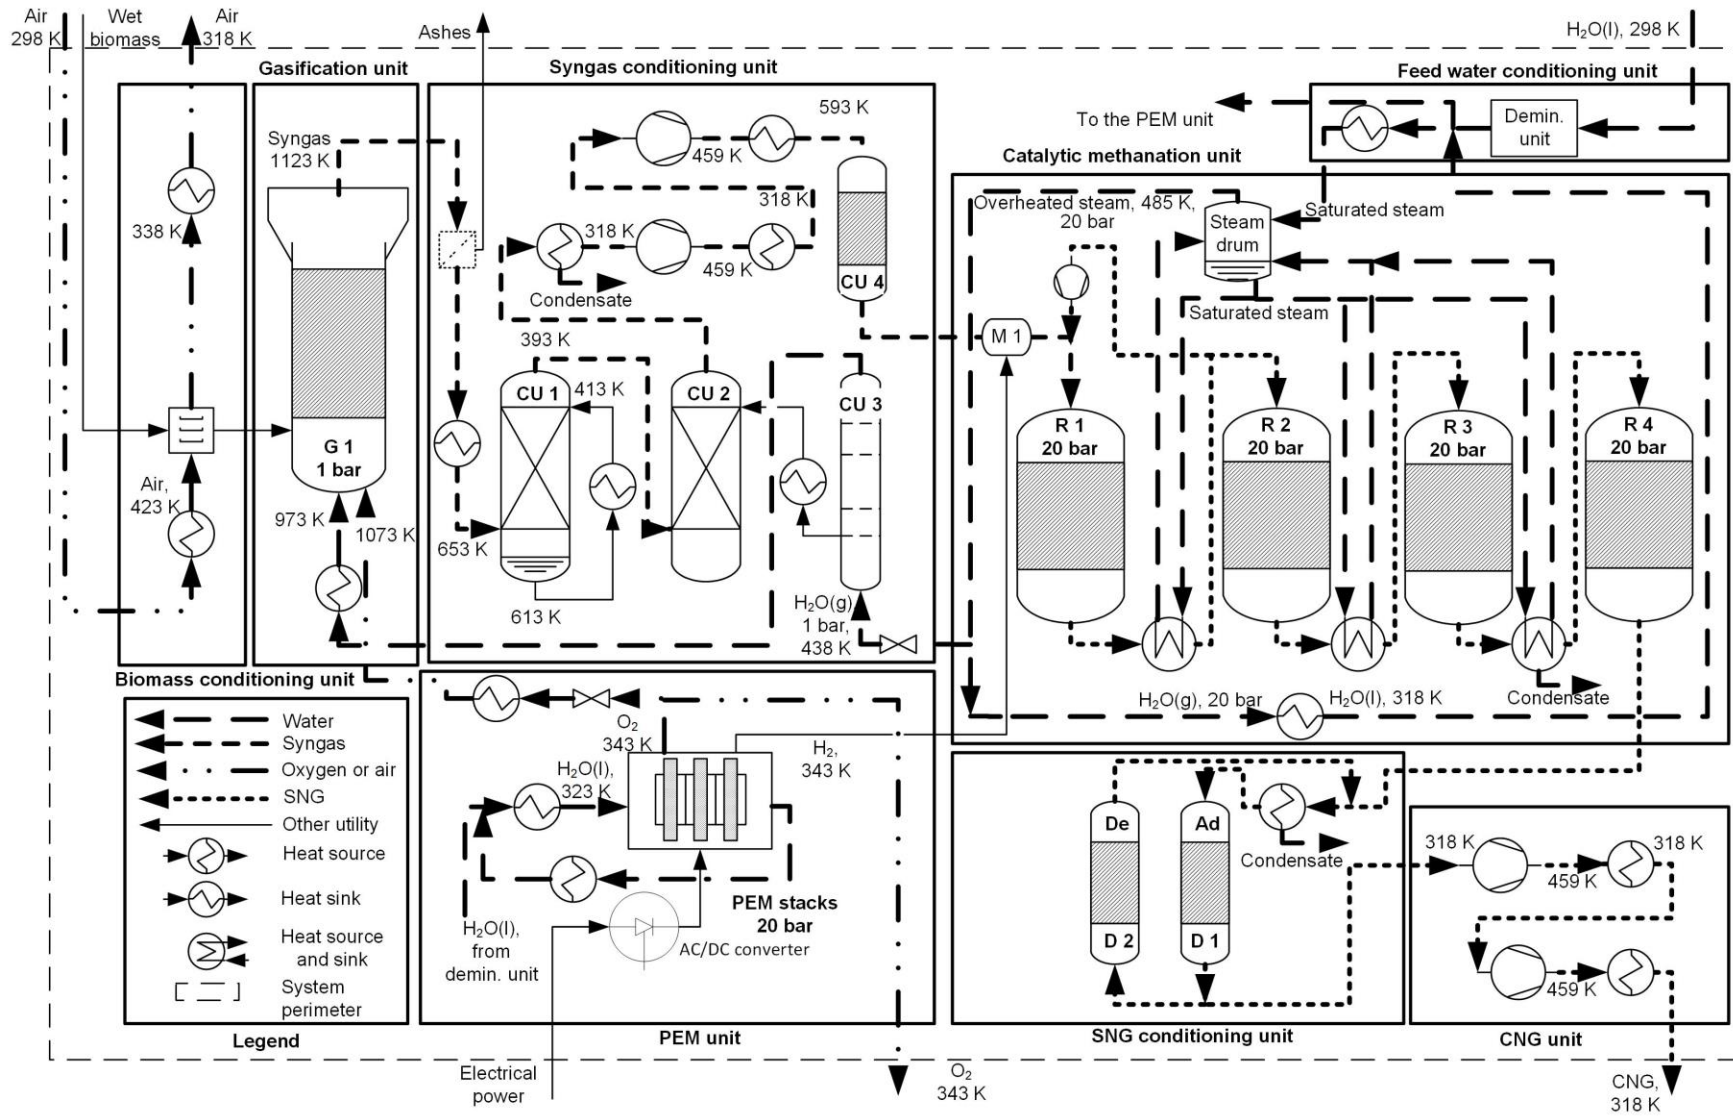 Air
298 K
Wet
biomass
Air
318 K
Ashes
H₂O(l), 298 K
Gasification unit
Syngas conditioning unit
Feed water conditioning unit
Syngas
1123 K
593 K
459 K
To the PEM unit
Demin.
unit
Catalytic methanation unit
338 K
318 K
318 K
459 K
Condensate
CU 4
Overheated steam, 485 K,
20 bar
Steam
drum
Saturated steam
Saturated steam
M 1
393 K
CU 1
413 K
CU 2
CU 3
R 1
20 bar
R 2
20 bar
R 3
20 bar
R 4
20 bar
G 1
1 bar
Air,
423 K
973 K
1073 K
653 K
613 K
H₂O(g)
1 bar,
438 K
Biomass conditioning unit
H₂O(g), 20 bar
H₂O(l), 318 K
Condensate
Water
Syngas
Oxygen or air
SNG
Other utility
Heat source
Heat sink
Heat source
and sink
System
perimeter
Legend
O₂
343 K
H₂,
343 K
H₂O(l),
323 K
PEM stacks
20 bar
H₂O(l),
from
demin. unit
AC/DC converter
PEM unit
De
Ad
D 2
D 1
Condensate
SNG conditioning unit
318 K
459 K
318 K
459 K
CNG unit
Electrical
power
O₂
343 K
CNG,
318 K